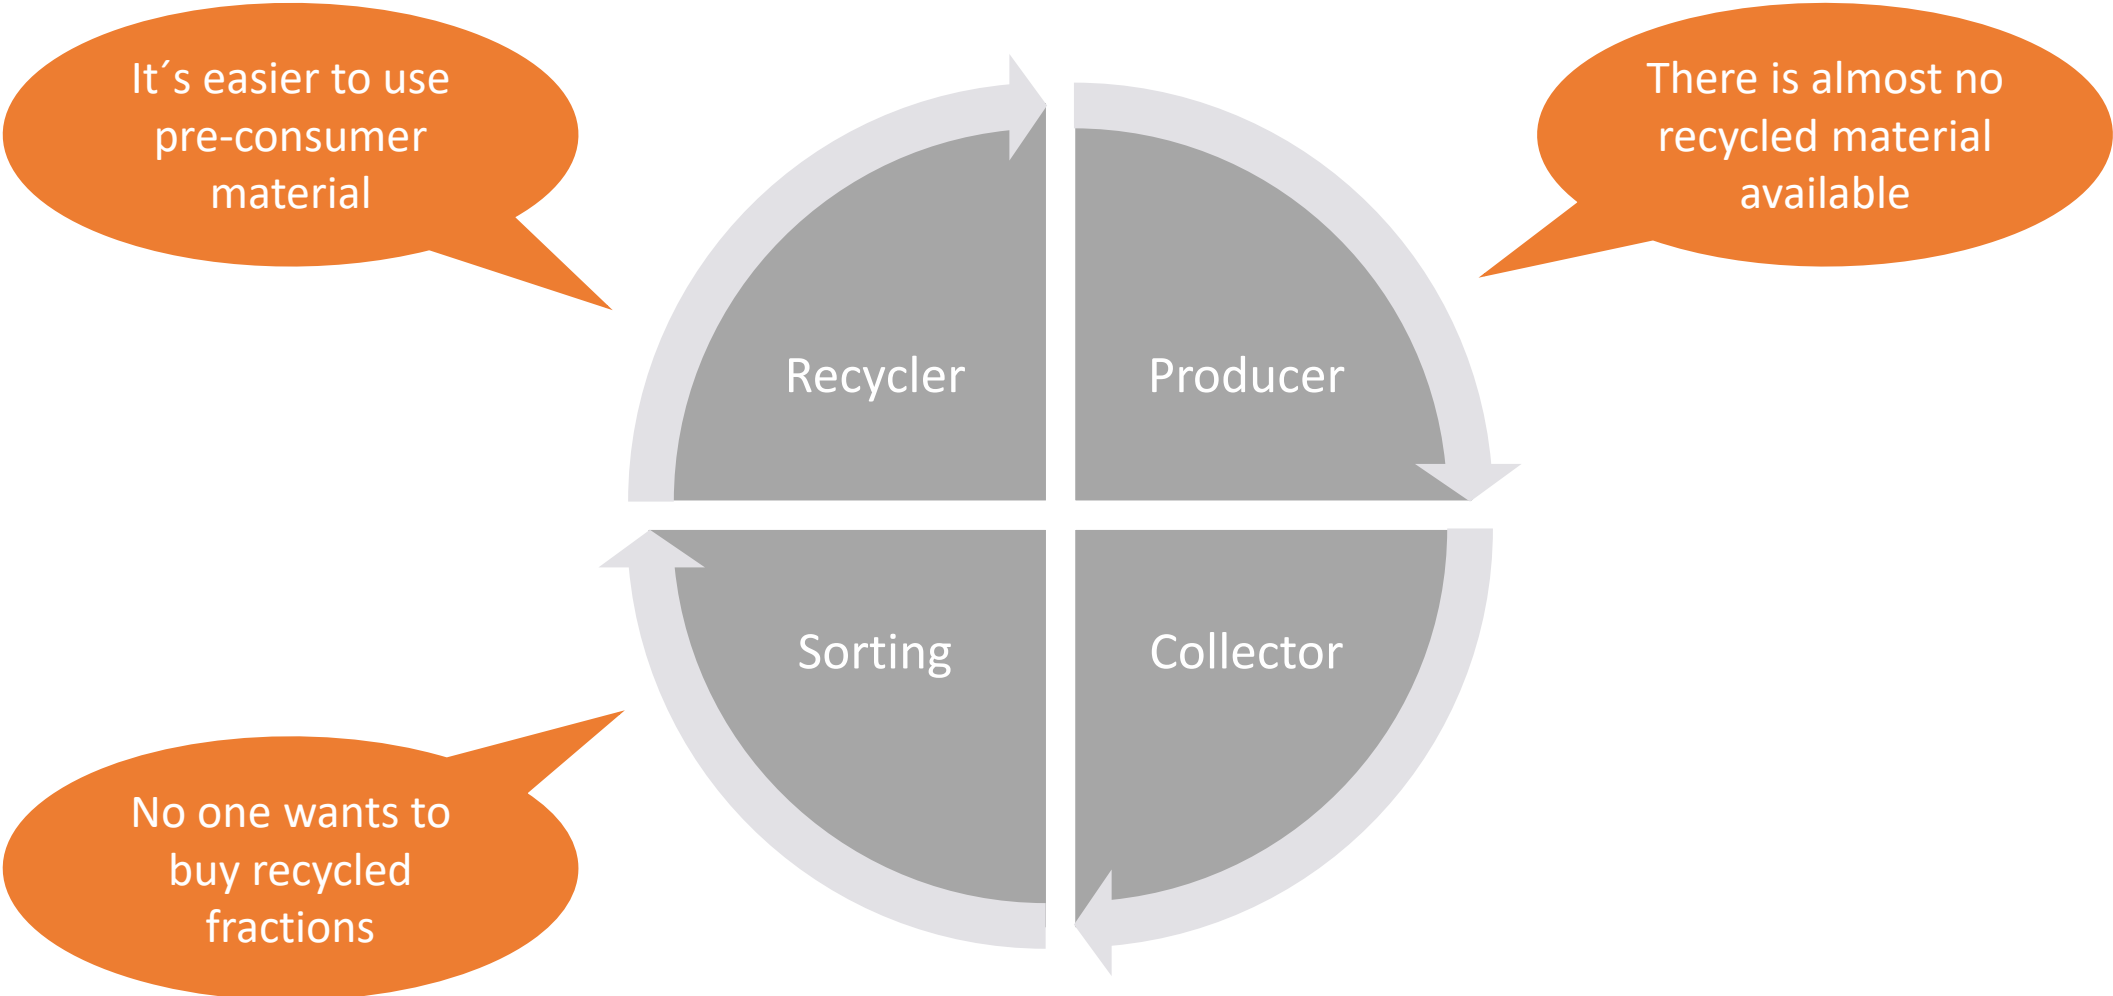 It´s easier to use
pre-consumer
material
There is almost no
recycled material
available
Recycler
Producer
Sorting
Collector
No one wants to
buy recycled
fractions